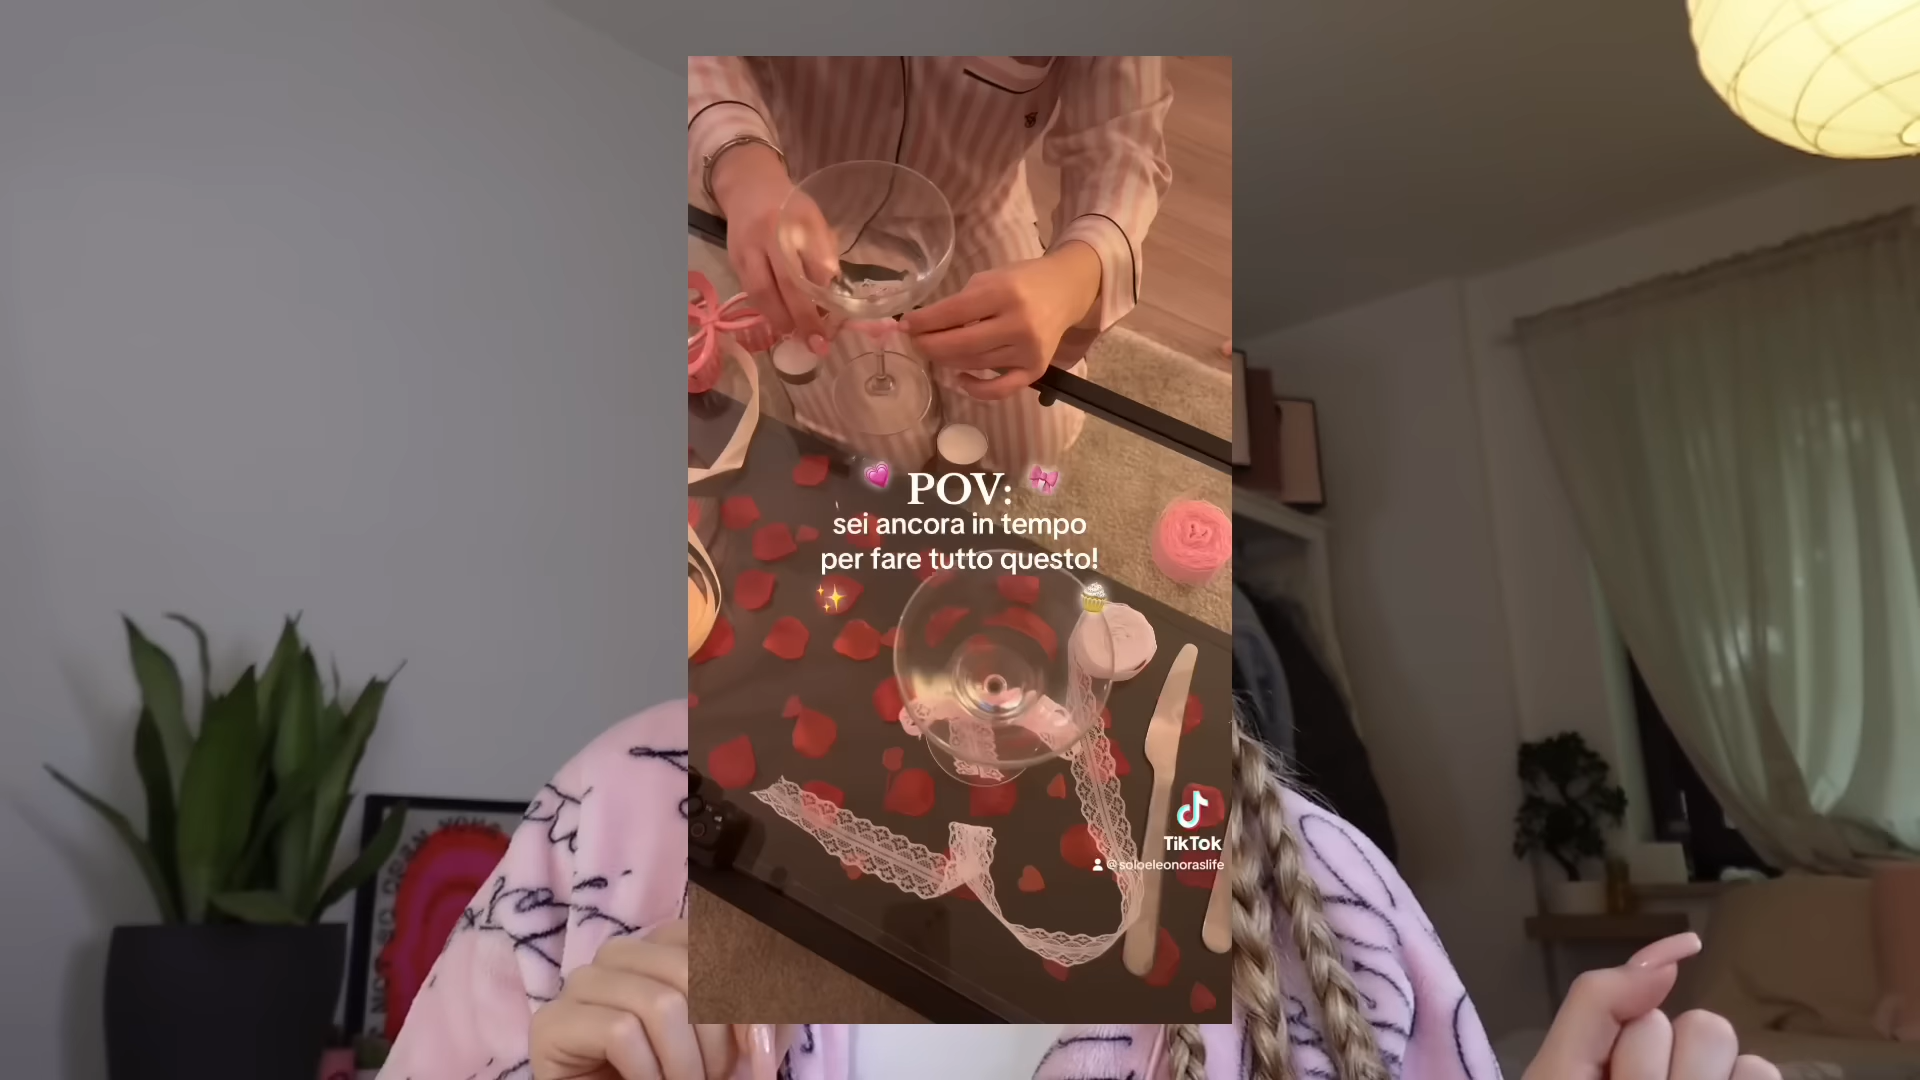 POV:
sei ancora in tempo
per fare tutto questo!
TikTok
@soloeleonoraslife